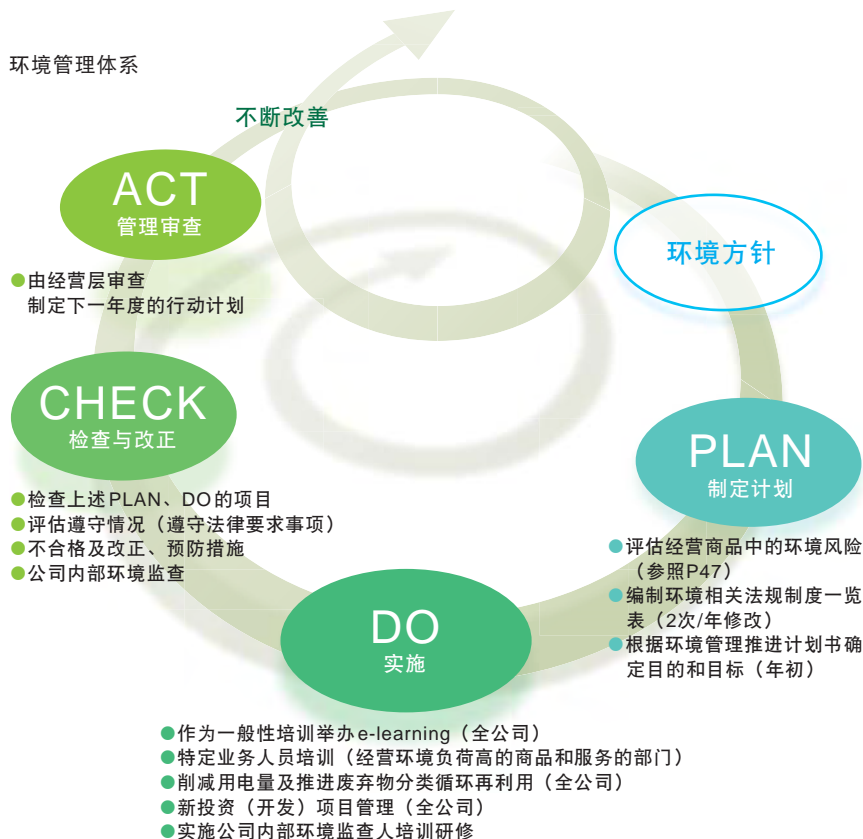 环境管理体系
不断改善
ACT
管理审查
●由经营层审查
制定下一年度的行动计划
环境方针
CHECK
检查与改正
●检查上述PLAN、DO的项目
●评估遵守情况（遵守法律要求事项）
●不合格及改正、预防措施
●公司内部环境监查
PLAN
制定计划
●评估经营商品中的环境风险
（参照P47）
●编制环境相关法规制度一览
表（2次/年修改）
●根据环境管理推进计划书确
定目的和目标（年初）
DO
实施
●作为一般性培训举办e-learning（全公司）
●特定业务人员培训（经营环境负荷高的商品和服务的部门）
●削减用电量及推进废弃物分类循环再利用（全公司）
●新投资（开发）项目管理（全公司）
●实施公司内部环境监查人培训研修